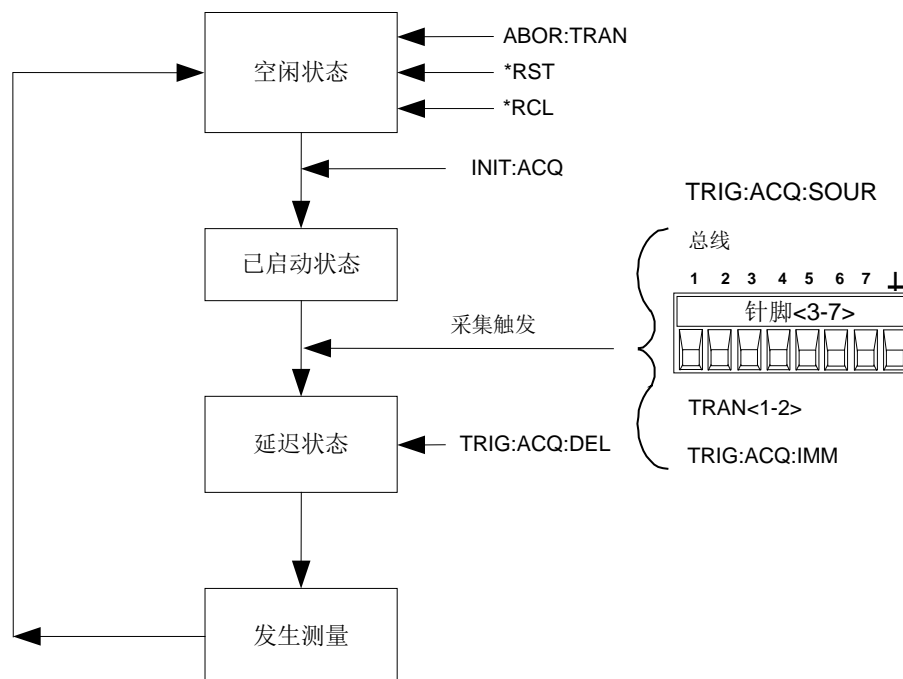 ABOR:TRAN
空闲状态
*RST
*RCL
INIT:ACQ
TRIG:ACQ:SOUR
总线
已启动状态
1 2 3 4 5 6 7
针脚<3-7>
采集触发
TRAN<1-2>
延迟状态
TRIG:ACQ:DEL
TRIG:ACQ:IMM
发生测量